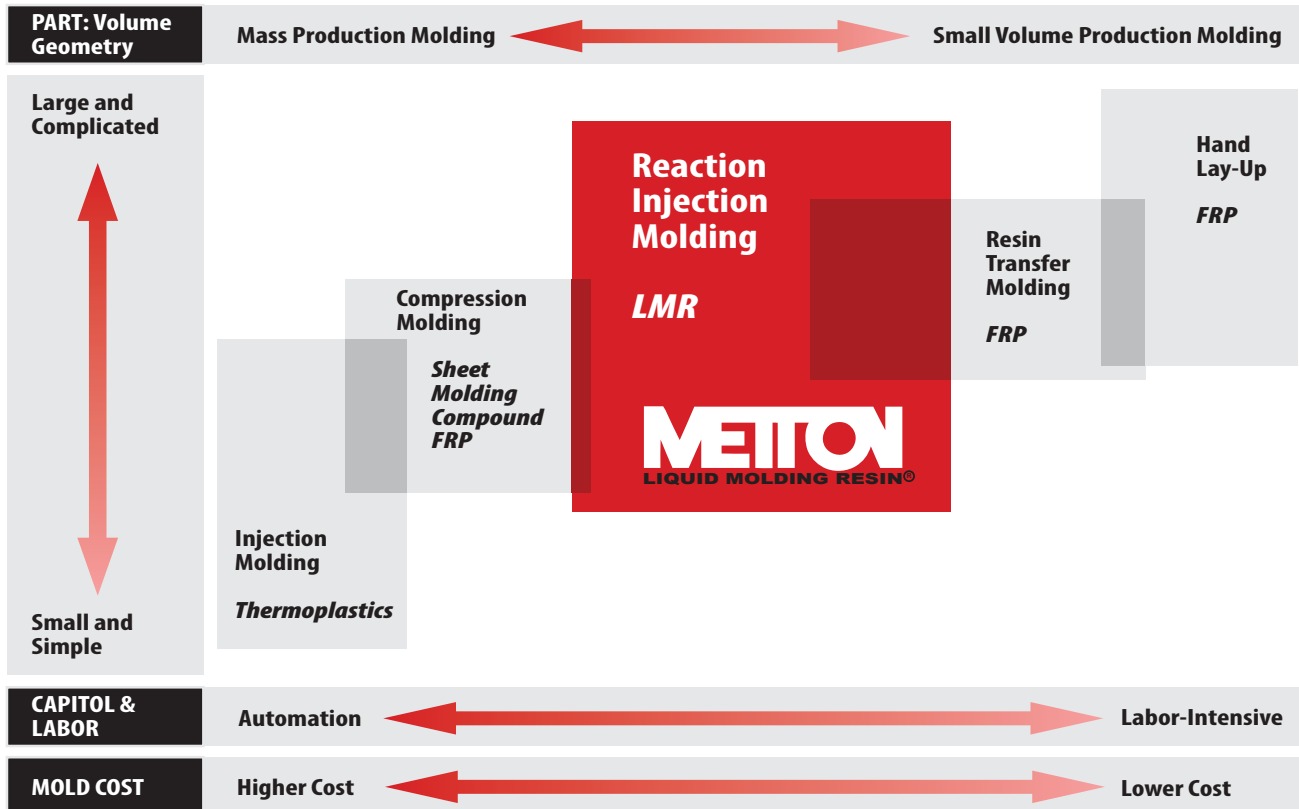 PART: Volume
Geometry
Mass Production Molding
Small Volume Production Molding
Large and
Complicated
Small and
Simple
Injection
Molding
Thermoplastics
Compression
Molding
Sheet
Molding
Compound
FRP
Reaction
Injection
Molding
LMR
METTON
LIQUID MOLDING RESIN®
Resin
Transfer
Molding
FRP
Hand
Lay-Up
FRP
CAPITOL &
LABOR
Automation
Labor-Intensive
MOLD COST
Higher Cost
Lower Cost